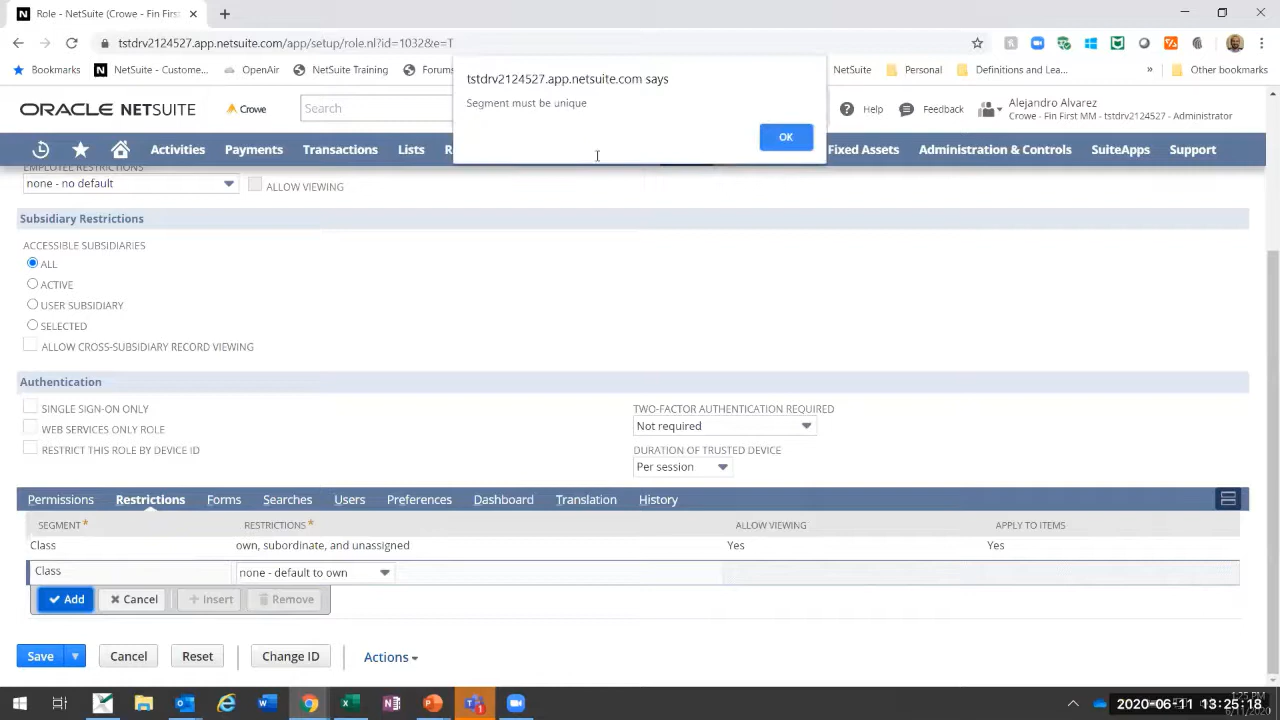 Role - NetSuite (Crowe - Fin First
tstdrv2124527.app.netsuite.com/app/setup/role.nl?id=1032&e=T
Bookmarks NetSuite - Custome... OpenAir NetSuite Training Forums NetSuite Personal Definitions and Lea... » Other bookmarks
tstdrv2124527.app.netsuite.com says
Segment must be unique
OK
ORACLE NETSUITE Crowe Search Help Feedback Alejandro Alvarez
Crowe - Fin First MM - tstdrv2124527 - Administrator
Activities Payments Transactions Lists R Fixed Assets Administration & Controls SuiteApps Support
EMPLOYEE RESTRICTIONS
none - no default ALLOW VIEWING
Subsidiary Restrictions
ACCESSIBLE SUBSIDIARIES
ALL
ACTIVE
USER SUBSIDIARY
SELECTED
ALLOW CROSS-SUBSIDIARY RECORD VIEWING
Authentication
SINGLE SIGN-ON ONLY
WEB SERVICES ONLY ROLE
RESTRICT THIS ROLE BY DEVICE ID
TWO-FACTOR AUTHENTICATION REQUIRED
Not required
DURATION OF TRUSTED DEVICE
Per session
Permissions Restrictions Forms Searches Users Preferences Dashboard Translation History
SEGMENT* RESTRICTIONS* ALLOW VIEWING APPLY TO ITEMS
Class own, subordinate, and unassigned Yes Yes
Class none - default to own
Add Cancel Insert Remove
Save Cancel Reset Change ID Actions
2020-06-11 13:25:18
1:25 PM
6/11/2020